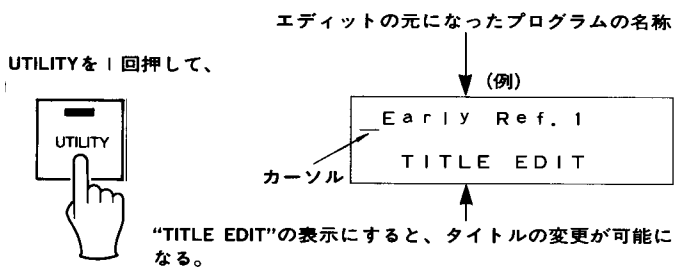 エディットの元になったプログラムの名称
UTILITYを1回押して、
(例)
Early Ref. 1
TITLE EDIT
UTILITY
カーソル
“TITLE EDIT”の表示にすると、タイトルの変更が可能に
なる。